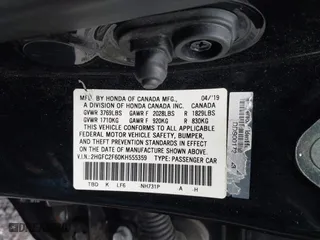 MFD. BY HONDA OF CANADA MFG., 04/'19
A DIVISION OF HONDA CANADA INC. CANADA
GVWR 3769LBS GAWR F 2028LBS R 1829LBS
GVWR 1710KG GAWR F 920KG R 830KG
THIS VEHICLE CONFORMS TO ALL APPLICABLE
FEDERAL MOTOR VEHICLE SAFETY, BUMPER,
AND THEFT PREVENTION STANDARDS IN
EFFECT ON THE DATE OF MANUFACTURE
SHOWN ABOVE.
V.I.N.: 2HGFC2F60KH555359 TYPE: PASSENGER CAR
TBD K LF6 NH731P A -H